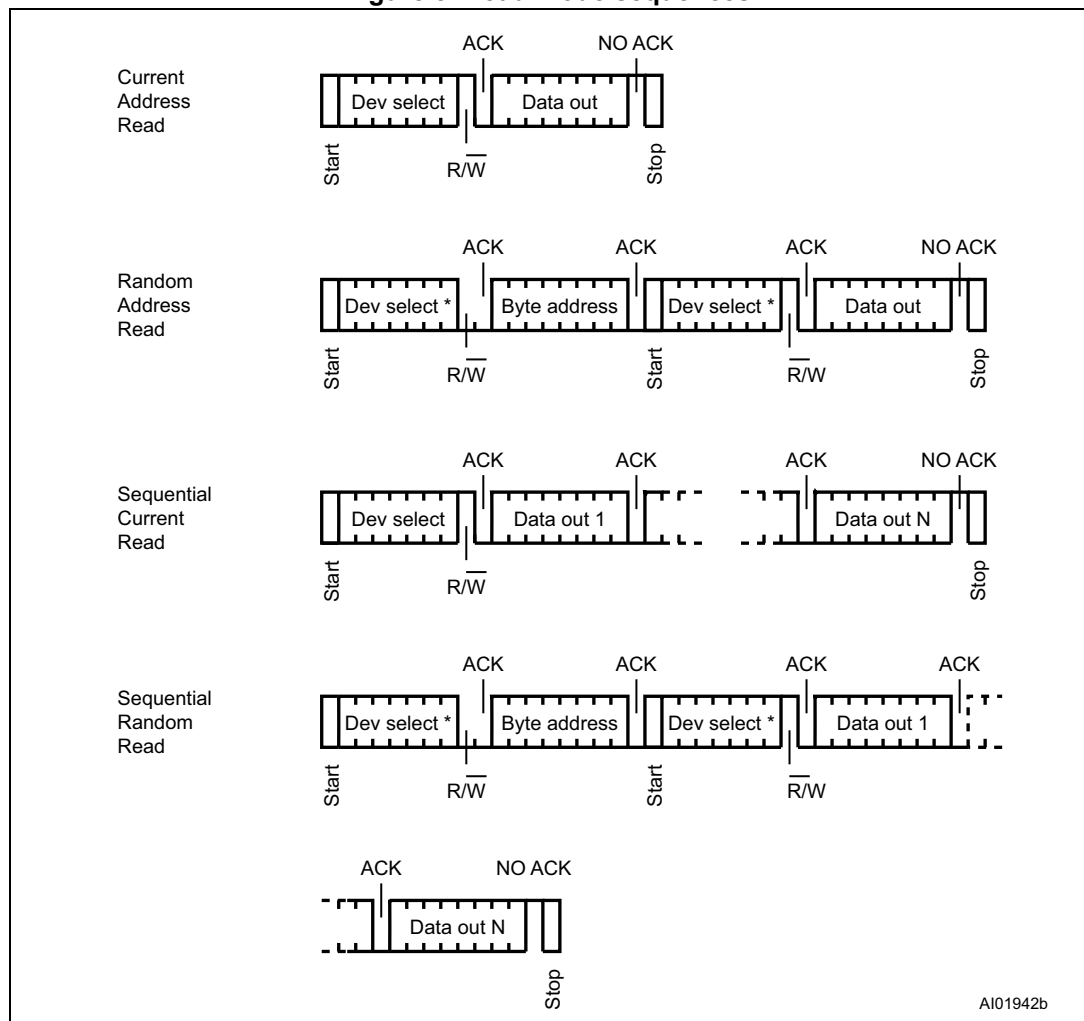 Current
Address
Read
ACK NO ACK
Dev select Data out
Start R/W̅ Stop
Random
Address
Read
ACK ACK ACK NO ACK
Dev select * Byte address Dev select * Data out
Start R/W̅ Start R̅/W Stop
Sequential
Current
Read
ACK ACK ACK NO ACK
Dev select Data out 1 Data out N
Start R/W̅ Stop
Sequential
Random
Read
ACK ACK ACK ACK
Dev select * Byte address Dev select * Data out 1
Start R/W̅ Start R̅/W
ACK NO ACK
Data out N
Stop
AI01942b